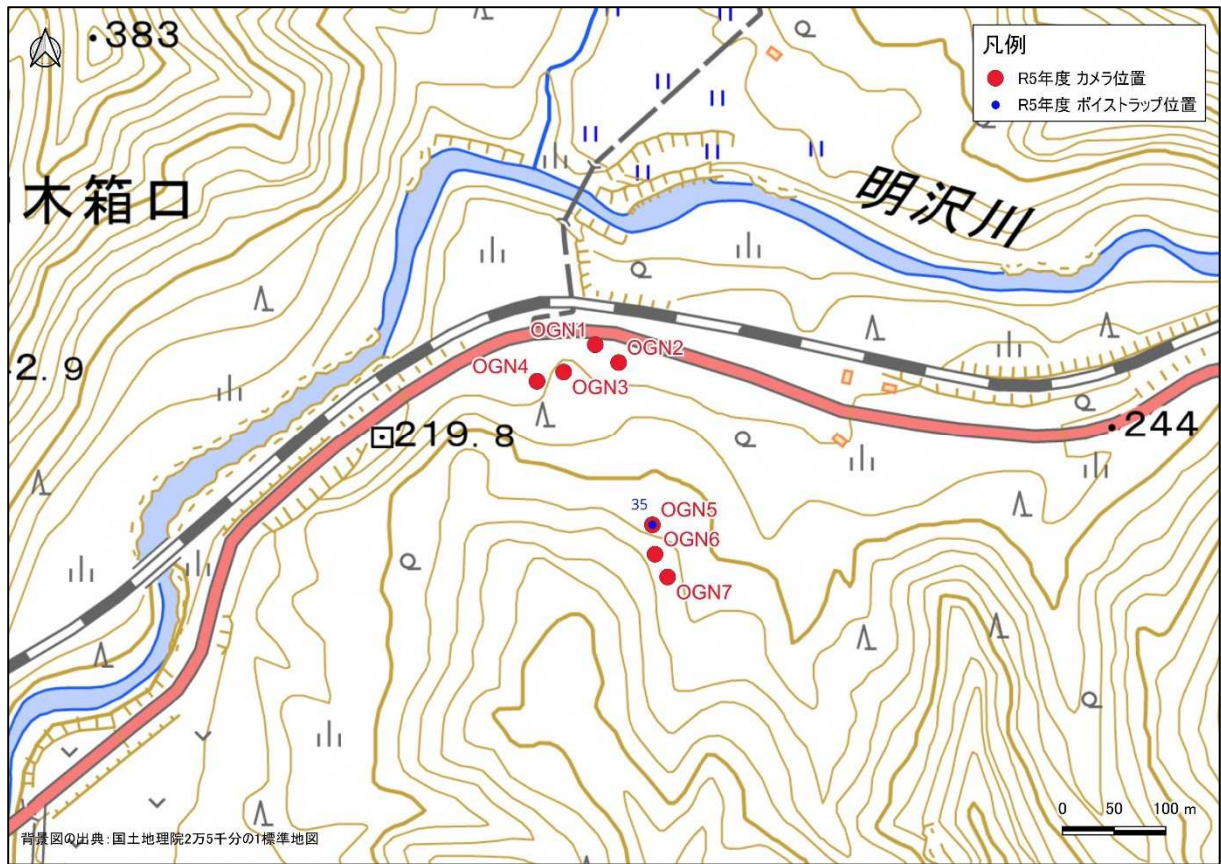 ・383
凡例
R5年度 カメラ位置
R5年度 ボイストラップ位置
木箱口
明沢川
OGN1
OGN2
OGN4
OGN3
2.9
219.8
・244
35
OGN5
OGN6
OGN7
0 50 100 m
背景図の出典:国土地理院2万5千分の1標準地図